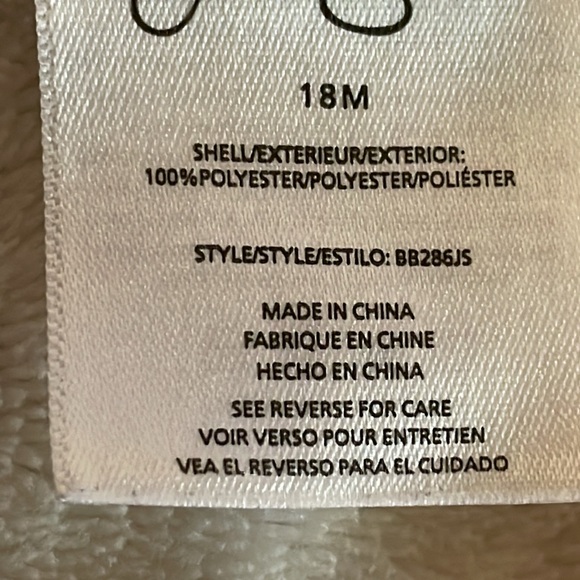 18M
SHELL/EXTERIEUR/EXTERIOR:
100%POLYESTER/POLYESTER/POLIÉSTER
STYLE/STYLE/ESTILO: BB286JS
MADE IN CHINA
FABRIQUE EN CHINE
HECHO EN CHINA
SEE REVERSE FOR CARE
VOIR VERSO POUR ENTRETIEN
VEA EL REVERSO PARA EL CUIDADO